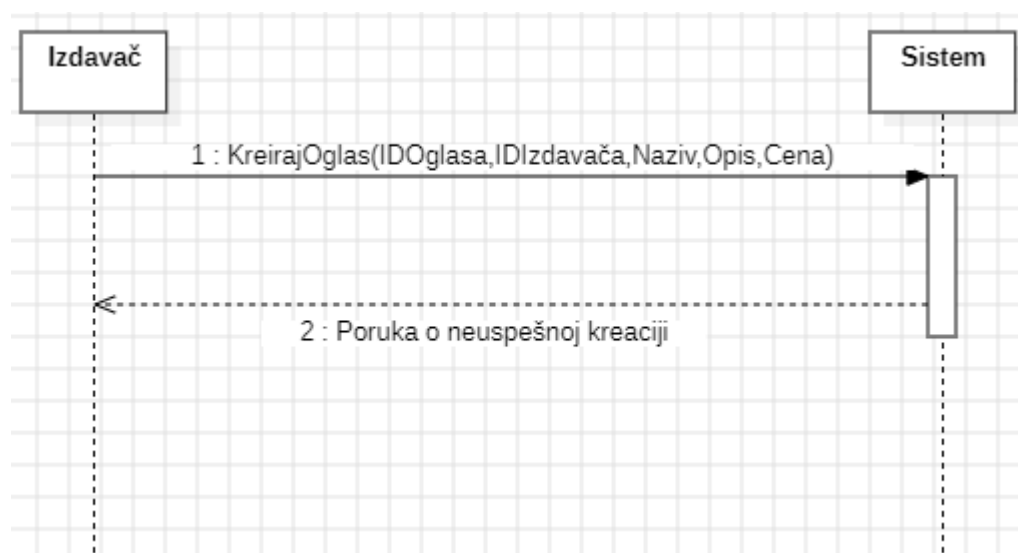 Izdavač
Sistem
1 : KreirajOglas(IDOglasa,IDIzdavača,Naziv,Opis,Cena)
2 : Poruka o neuspešnoj kreaciji